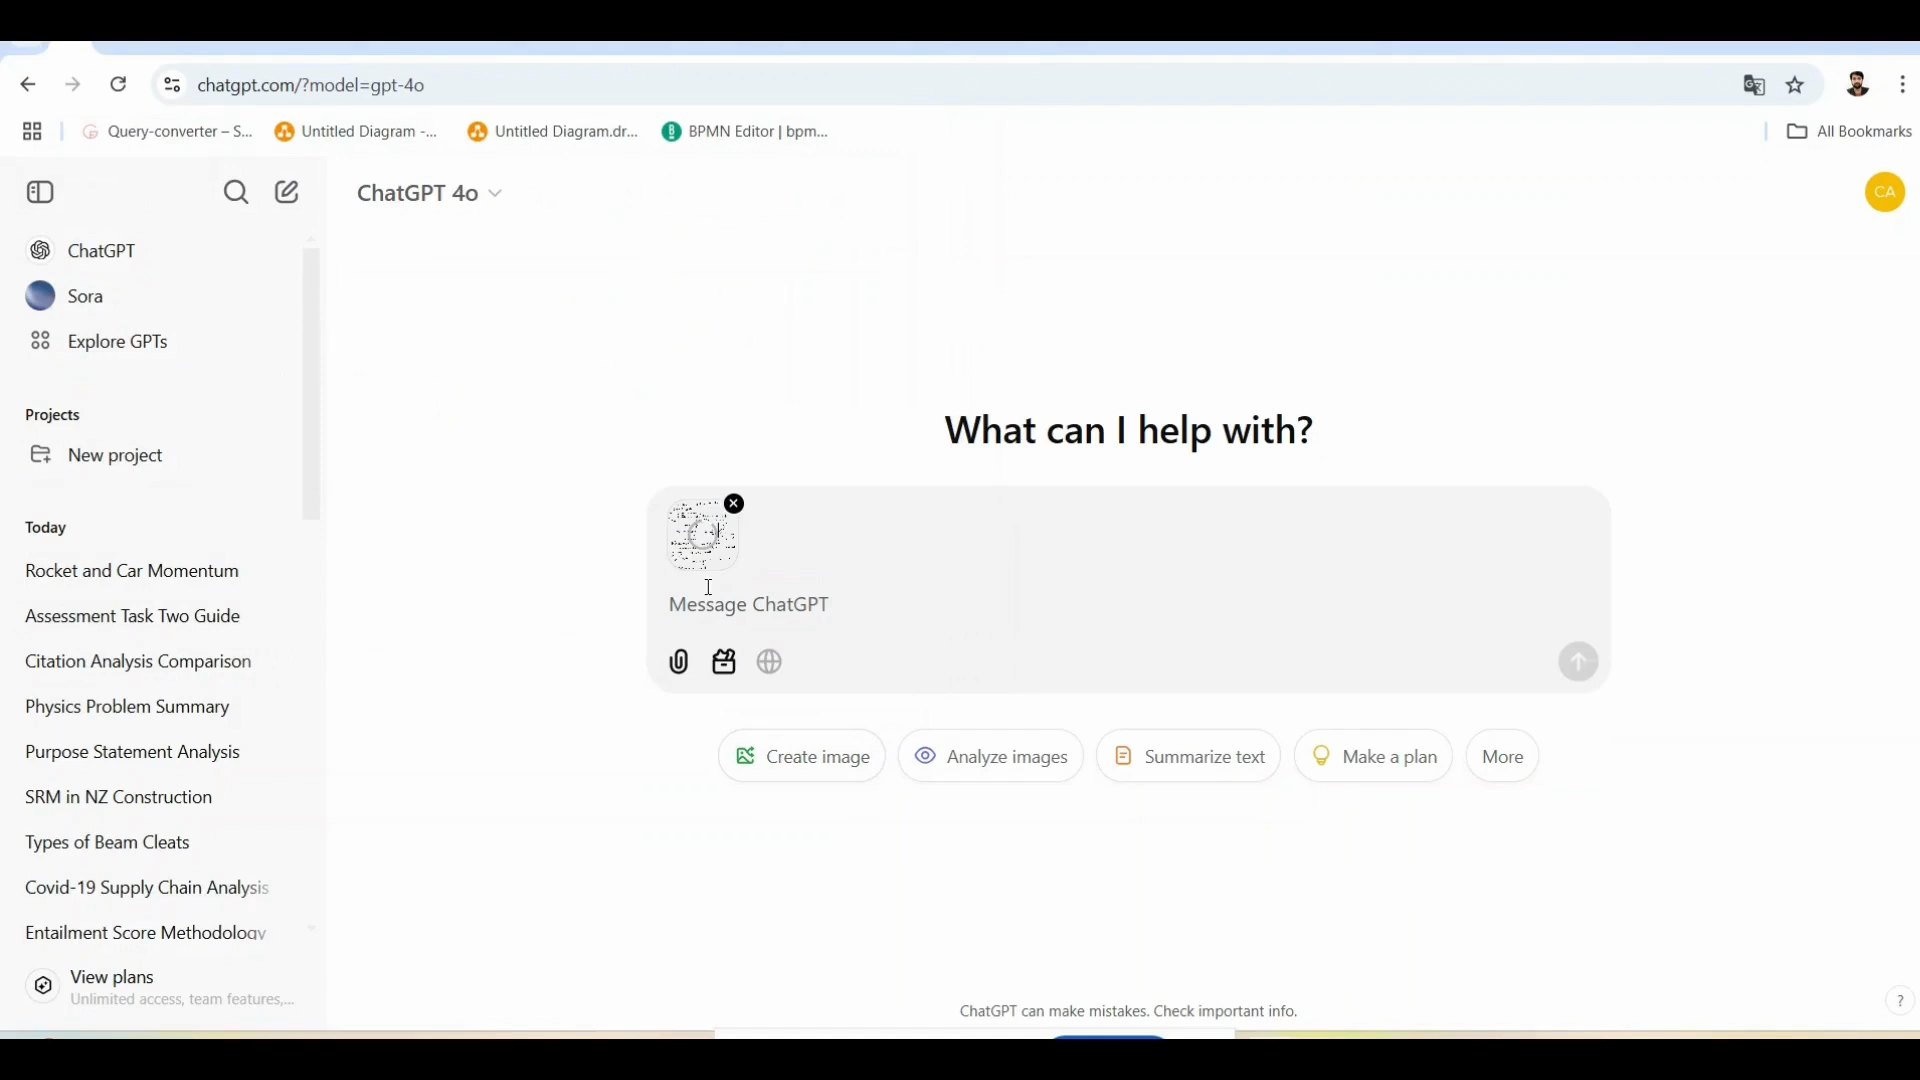 chatgpt.com/?model=gpt-4o
Query-converter – S...
Untitled Diagram -...
Untitled Diagram.dr...
BPMN Editor | bpm...
All Bookmarks
ChatGPT 4o
CA
ChatGPT
Sora
Explore GPTs
Projects
New project
Today
Rocket and Car Momentum
Assessment Task Two Guide
Citation Analysis Comparison
Physics Problem Summary
Purpose Statement Analysis
SRM in NZ Construction
Types of Beam Cleats
Covid-19 Supply Chain Analysis
Entailment Score Methodology
View plans
Unlimited access, team features,...
What can I help with?
Message ChatGPT
Create image
Analyze images
Summarize text
Make a plan
More
ChatGPT can make mistakes. Check important info.
?